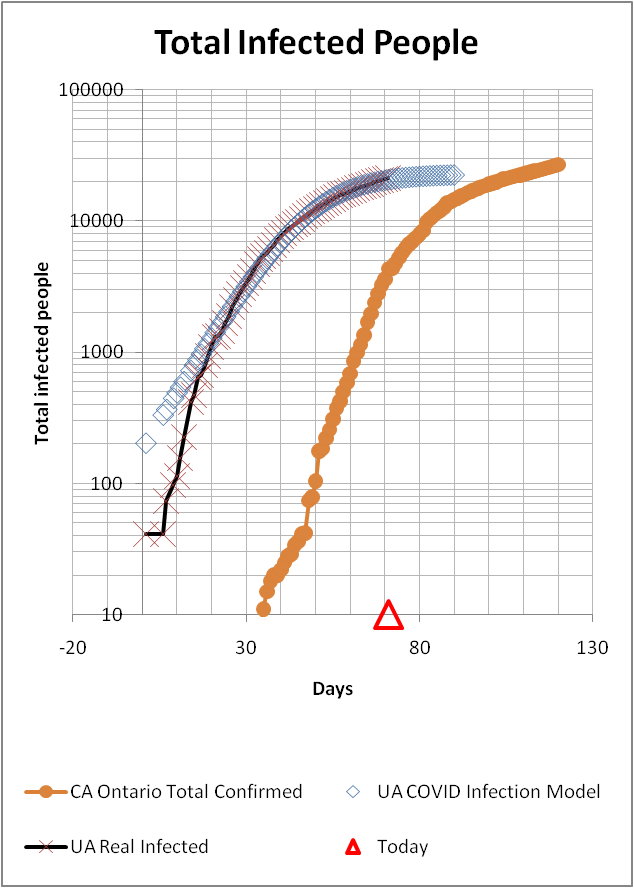 Total Infected People
100000
10000
1000
100
10
-20 30 80 130
Total infected people
Days
CA Ontario Total Confirmed
UA COVID Infection Model
UA Real Infected
Today